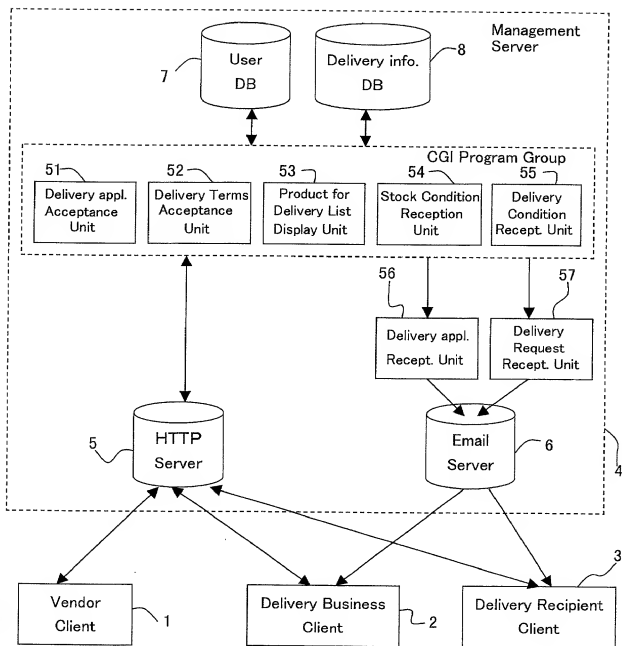 Management
Server
User
DB
7
Delivery info.
DB
8
CGI Program Group
51
52
53
54
55
Delivery appl.
Acceptance
Unit
Delivery Terms
Acceptance
Unit
Product for
Delivery List
Display Unit
Stock Condition
Reception
Unit
Delivery
Condition
Recept. Unit
56
57
Delivery appl.
Recept. Unit
Delivery
Request
Recept. Unit
HTTP
Server
5
Email
Server
6
4
Vendor
Client
1
Delivery Business
Client
2
Delivery Recipient
Client
3